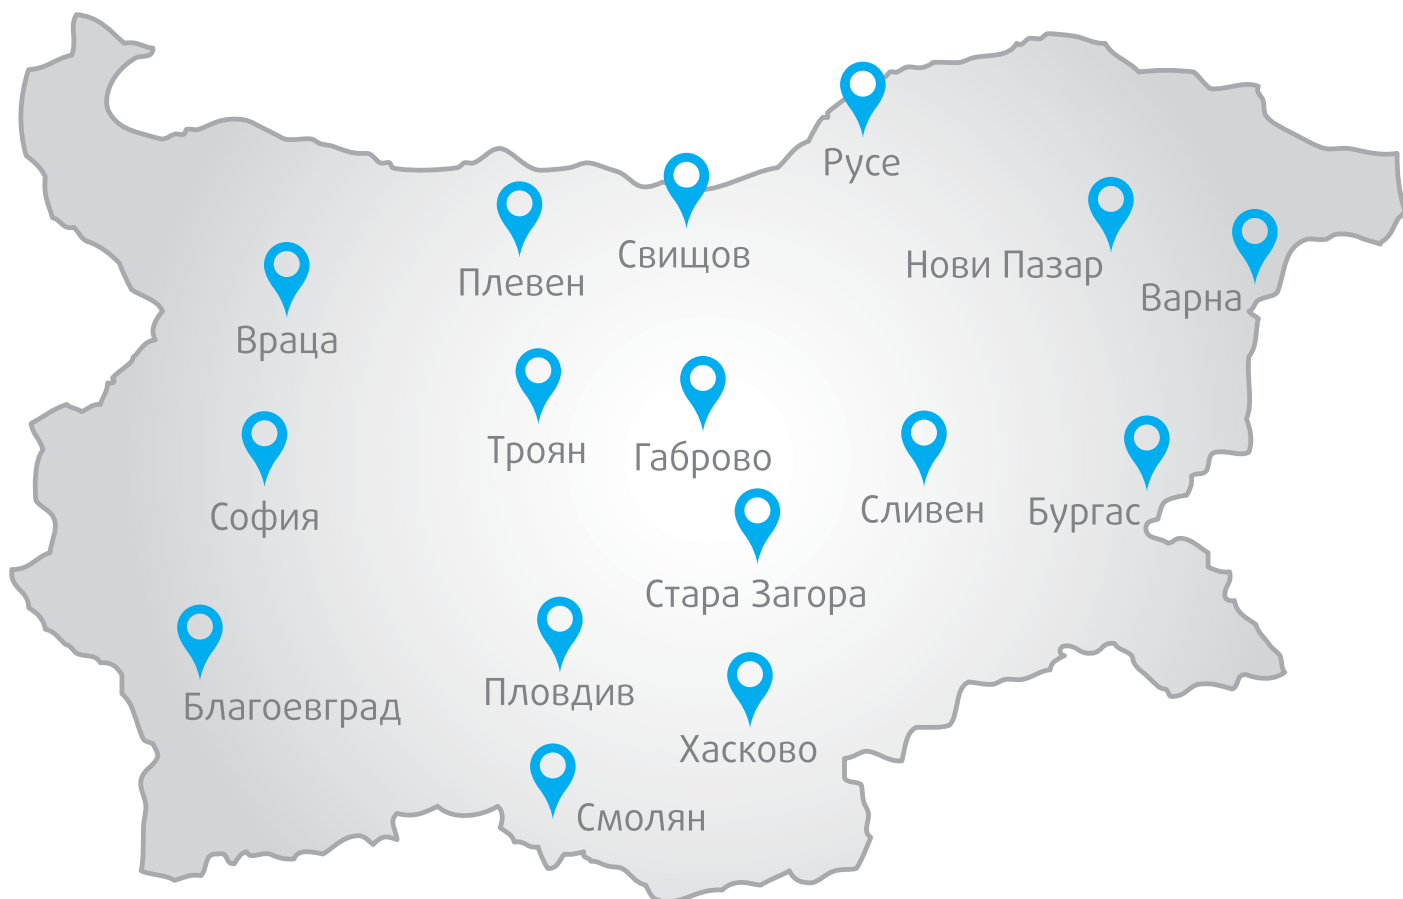 Русе
Свищов
Нови Пазар
Плевен
Варна
Враца
Троян
Габрово
София
Сливен
Бургас
Стара Загора
Пловдив
Благоевград
Хасково
Смолян